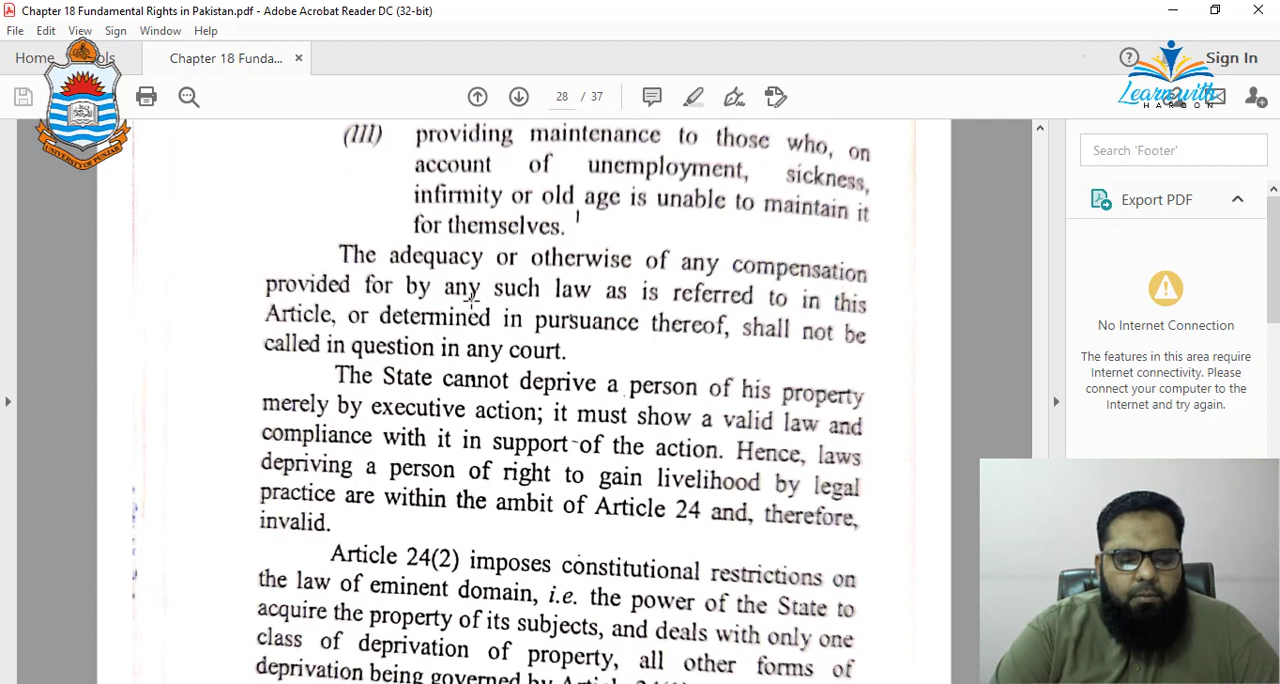 Chapter 18 Fundamental Rights in Pakistan.pdf - Adobe Acrobat Reader DC (32-bit)
File Edit View Sign Window Help
Home Chapter 18 Funda... ×
Sign In
28 / 37
Learn with
HAROON
UNIVERSITY OF PUNJAB
Search 'Footer'
Export PDF
No Internet Connection
The features in this area require
Internet connectivity. Please
connect your computer to the
Internet and try again.
(III) providing maintenance to those who, on
account of unemployment, sickness,
infirmity or old age is unable to maintain it
for themselves.
The adequacy or otherwise of any compensation
provided for by any such law as is referred to in this
Article, or determined in pursuance thereof, shall not be
called in question in any court.
The State cannot deprive a person of his property
merely by executive action; it must show a valid law and
compliance with it in support of the action. Hence, laws
depriving a person of right to gain livelihood by legal
practice are within the ambit of Article 24 and, therefore,
invalid.
Article 24(2) imposes constitutional restrictions on
the law of eminent domain, i.e. the power of the State to
acquire the property of its subjects, and deals with only one
class of deprivation of property, all other forms of
deprivation being governed by